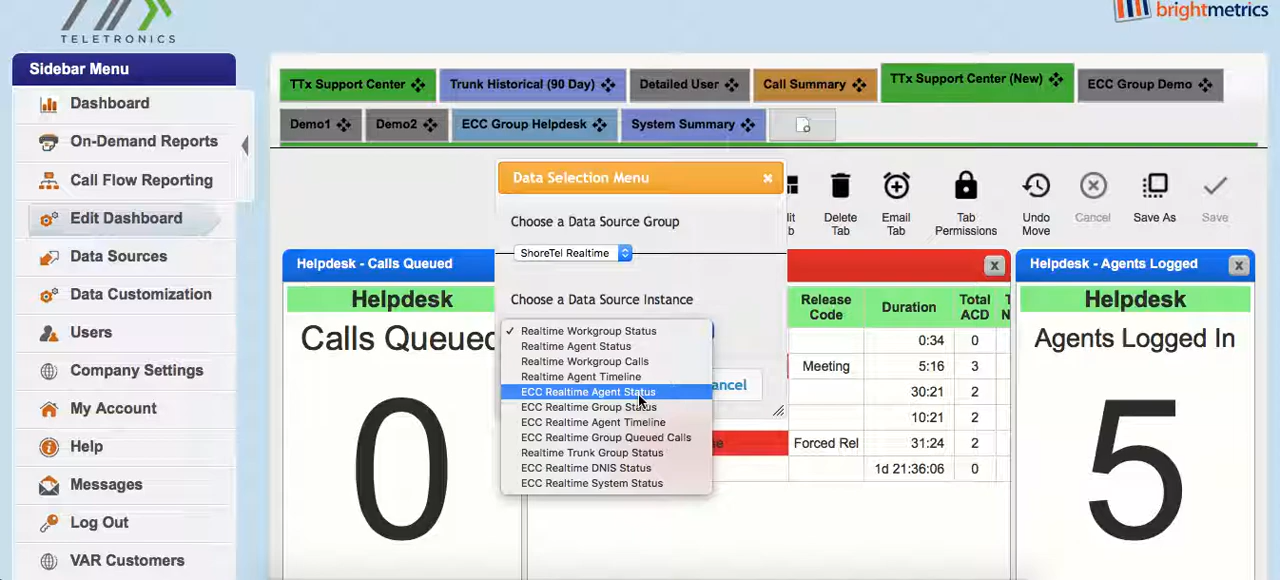 TELETRONICS
brightmetrics
Sidebar Menu
Dashboard
On-Demand Reports
Call Flow Reporting
Edit Dashboard
Data Sources
Data Customization
Users
Company Settings
My Account
Help
Messages
Log Out
VAR Customers
TTx Support Center
Trunk Historical (90 Day)
Detailed User
Call Summary
TTx Support Center (New)
ECC Group Demo
Demo1
Demo2
ECC Group Helpdesk
System Summary
Data Selection Menu
Choose a Data Source Group
ShoreTel Realtime
Choose a Data Source Instance
✓ Realtime Workgroup Status
Realtime Agent Status
Realtime Workgroup Calls
Realtime Agent Timeline
ECC Realtime Agent Status
ECC Realtime Group Status
ECC Realtime Agent Timeline
ECC Realtime Group Queued Calls
Realtime Trunk Group Status
ECC Realtime DNIS Status
ECC Realtime System Status
Delete Tab
Email Tab
Tab Permissions
Undo Move
Cancel
Save As
Save
Helpdesk - Calls Queued
Helpdesk
Calls Queued
0
Release Code Duration Total ACD
0:34 0
Meeting 5:16 3
30:21 2
10:21 2
Forced Rel 31:24 2
1d 21:36:06 0
Helpdesk - Agents Logged
Helpdesk
Agents Logged In
5